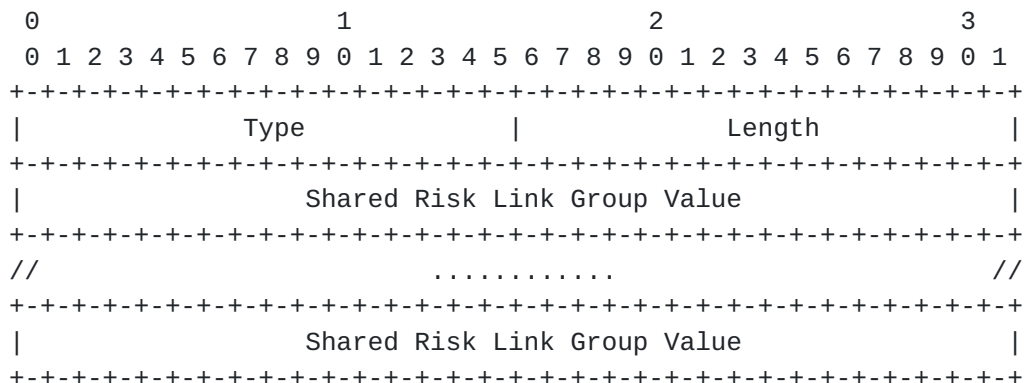 0                   1                   2                   3
0 1 2 3 4 5 6 7 8 9 0 1 2 3 4 5 6 7 8 9 0 1 2 3 4 5 6 7 8 9 0 1
+-+-+-+-+-+-+-+-+-+-+-+-+-+-+-+-+-+-+-+-+-+-+-+-+-+-+-+-+-+-+-+-+
|              Type             |             Length            |
+-+-+-+-+-+-+-+-+-+-+-+-+-+-+-+-+-+-+-+-+-+-+-+-+-+-+-+-+-+-+-+-+
|                  Shared Risk Link Group Value                 |
+-+-+-+-+-+-+-+-+-+-+-+-+-+-+-+-+-+-+-+-+-+-+-+-+-+-+-+-+-+-+-+-+
//                         ............                        //
+-+-+-+-+-+-+-+-+-+-+-+-+-+-+-+-+-+-+-+-+-+-+-+-+-+-+-+-+-+-+-+-+
|                  Shared Risk Link Group Value                 |
+-+-+-+-+-+-+-+-+-+-+-+-+-+-+-+-+-+-+-+-+-+-+-+-+-+-+-+-+-+-+-+-+